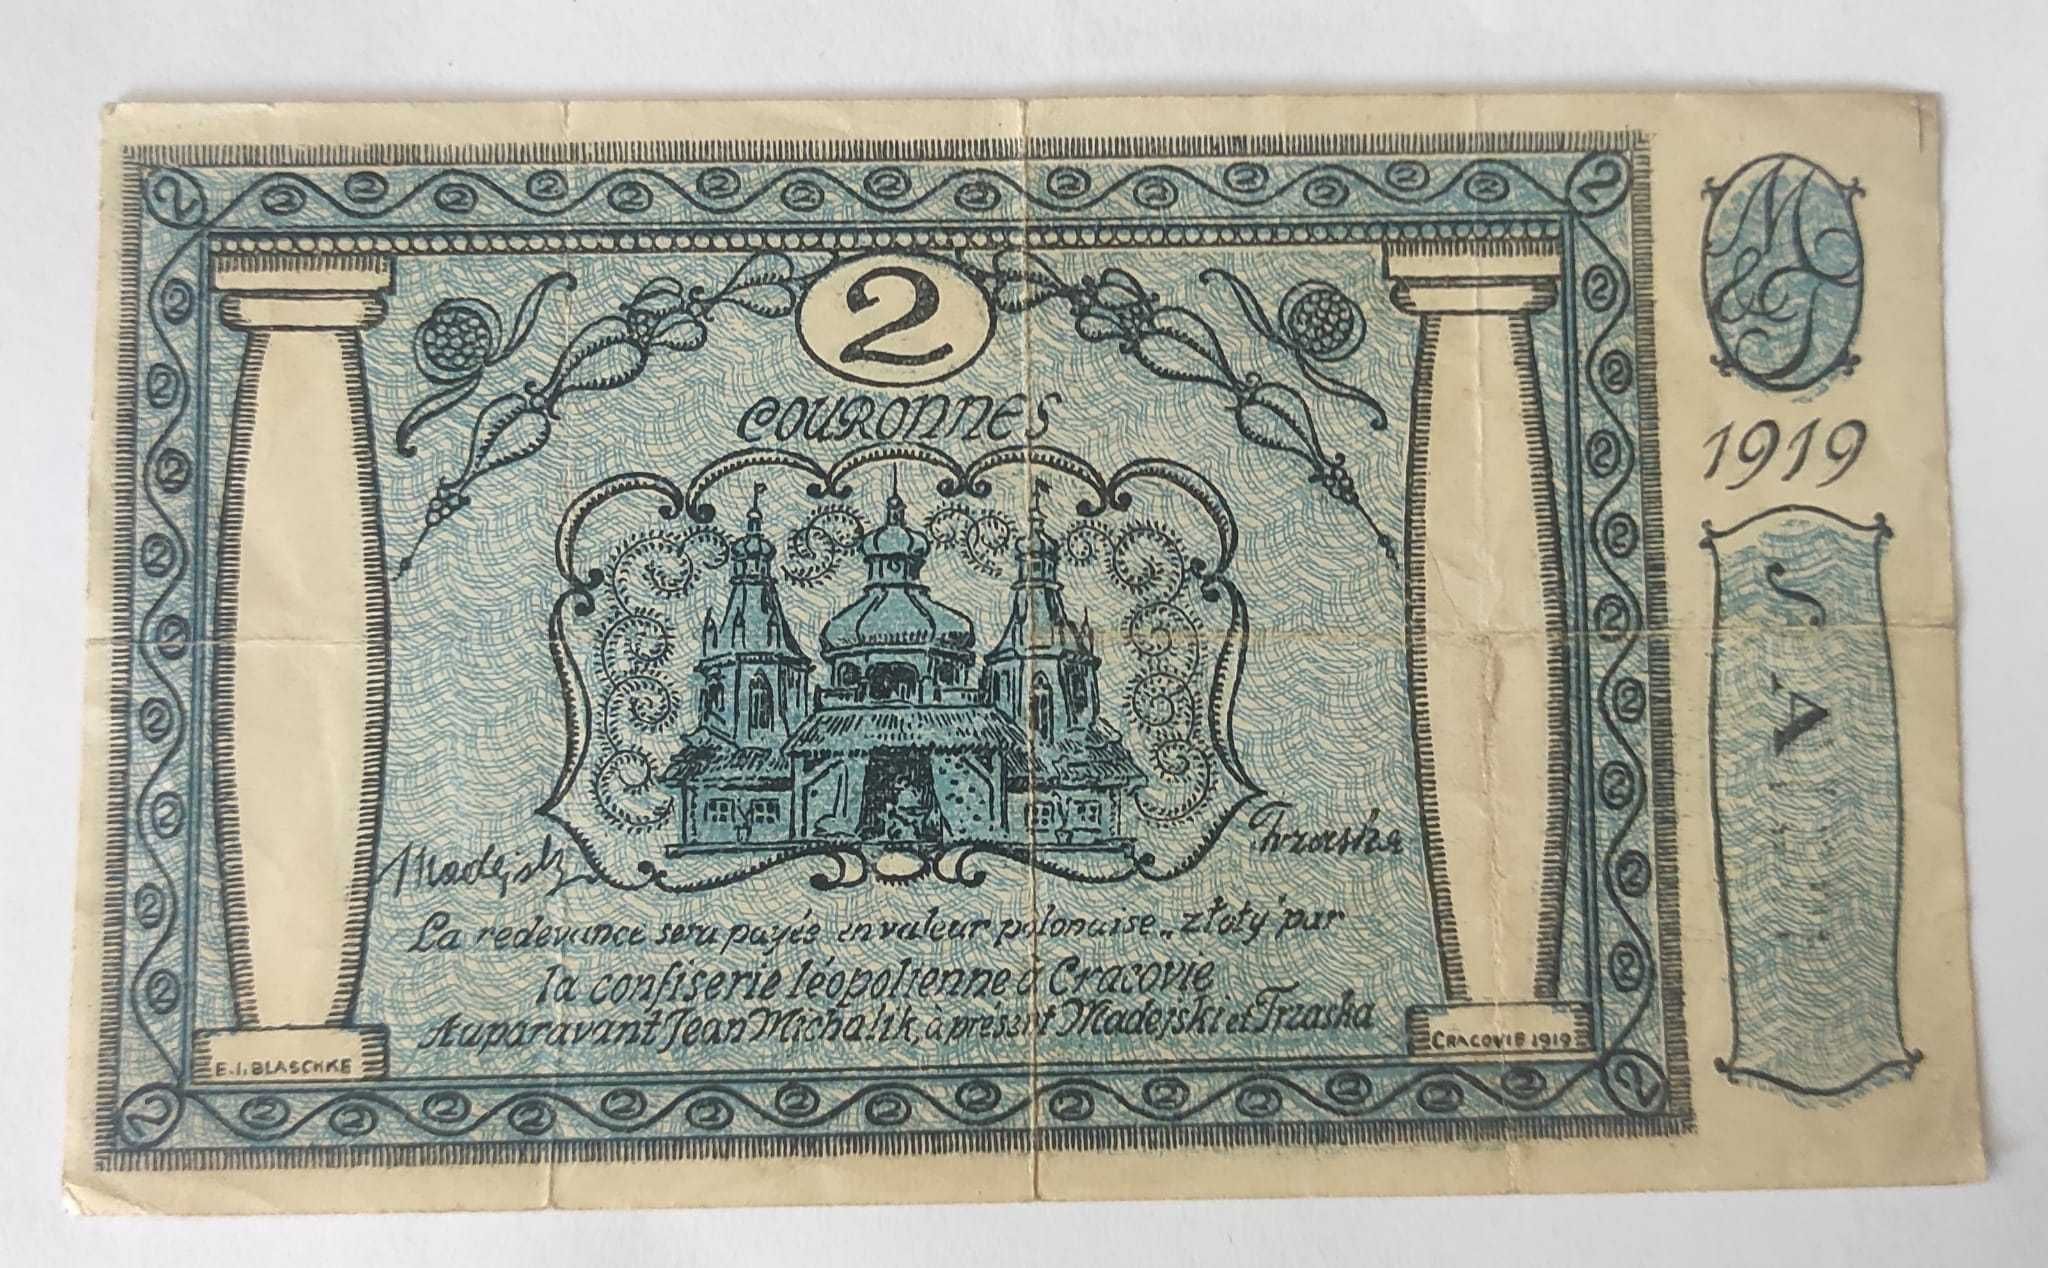 2
COURONNES
M&T
1919
S. A
Madejski
Trzaska
La redevance sera payée en valeur polonaise „złoty" par
la confiserie léopolienne à Cracovie
Auparavant Jean Michalik, à présent Madejski et Trzaska
E.I. BLASCHKE
CRACOVIE 1919